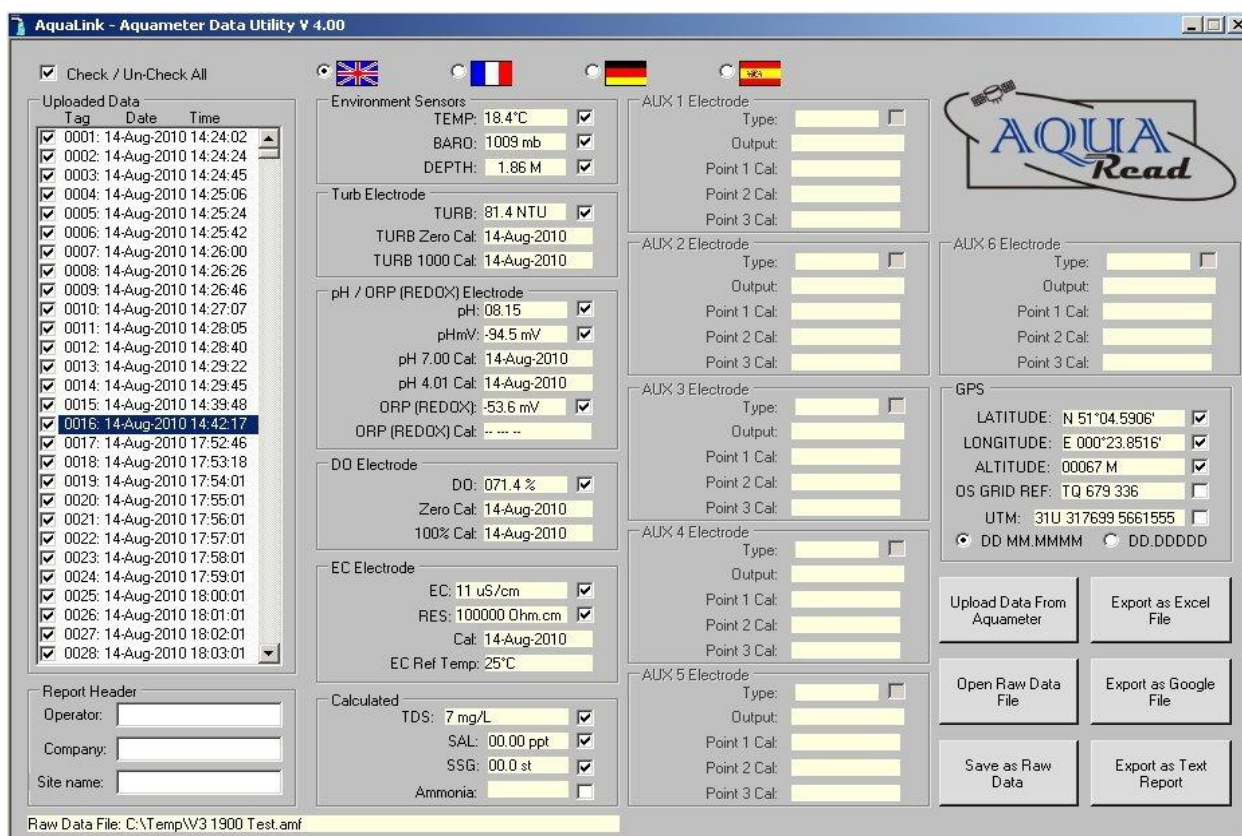 AquaLink - Aquameter Data Utility V 4.00
Check / Un-Check All
Uploaded Data
Tag Date Time
0001: 14-Aug-2010 14:24:02
0002: 14-Aug-2010 14:24:24
0003: 14-Aug-2010 14:24:45
0004: 14-Aug-2010 14:25:06
0005: 14-Aug-2010 14:25:24
0006: 14-Aug-2010 14:25:42
0007: 14-Aug-2010 14:26:00
0008: 14-Aug-2010 14:26:26
0009: 14-Aug-2010 14:26:46
0010: 14-Aug-2010 14:27:07
0011: 14-Aug-2010 14:28:05
0012: 14-Aug-2010 14:28:40
0013: 14-Aug-2010 14:29:22
0014: 14-Aug-2010 14:29:45
0015: 14-Aug-2010 14:39:48
0016: 14-Aug-2010 14:42:17
0017: 14-Aug-2010 17:52:46
0018: 14-Aug-2010 17:53:18
0019: 14-Aug-2010 17:54:01
0020: 14-Aug-2010 17:55:01
0021: 14-Aug-2010 17:56:01
0022: 14-Aug-2010 17:57:01
0023: 14-Aug-2010 17:58:01
0024: 14-Aug-2010 17:59:01
0025: 14-Aug-2010 18:00:01
0026: 14-Aug-2010 18:01:01
0027: 14-Aug-2010 18:02:01
0028: 14-Aug-2010 18:03:01
Report Header
Operator:
Company:
Site name:
Environment Sensors
TEMP: 18.4°C
BARO: 1009 mb
DEPTH: 1.86 M
Turb Electrode
TURB: 81.4 NTU
TURB Zero Cal: 14-Aug-2010
TURB 1000 Cal: 14-Aug-2010
pH / ORP (REDOX) Electrode
pH: 08.15
pHmV: -94.5 mV
pH 7.00 Cal: 14-Aug-2010
pH 4.01 Cal: 14-Aug-2010
ORP (REDOX): -53.6 mV
ORP (REDOX) Cal: -- --- --
DO Electrode
DO: 071.4 %
Zero Cal: 14-Aug-2010
100% Cal: 14-Aug-2010
EC Electrode
EC: 11 uS/cm
RES: 100000 Ohm.cm
Cal: 14-Aug-2010
EC Ref Temp: 25°C
Calculated
TDS: 7 mg/L
SAL: 00.00 ppt
SSG: 00.0 st
Ammonia:
AUX 1 Electrode
Type:
Output:
Point 1 Cal:
Point 2 Cal:
Point 3 Cal:
AUX 2 Electrode
Type:
Output:
Point 1 Cal:
Point 2 Cal:
Point 3 Cal:
AUX 3 Electrode
Type:
Output:
Point 1 Cal:
Point 2 Cal:
Point 3 Cal:
AUX 4 Electrode
Type:
Output:
Point 1 Cal:
Point 2 Cal:
Point 3 Cal:
AUX 5 Electrode
Type:
Output:
Point 1 Cal:
Point 2 Cal:
Point 3 Cal:
AQUA
Read
AUX 6 Electrode
Type:
Output:
Point 1 Cal:
Point 2 Cal:
Point 3 Cal:
GPS
LATITUDE: N 51°04.5906'
LONGITUDE: E 000°23.8516'
ALTITUDE: 00067 M
OS GRID REF: TQ 679 336
UTM: 31U 317699 5661555
DD MM.MMMM DD.DDDDD
Upload Data From
Aquameter
Export as Excel
File
Open Raw Data
File
Export as Google
File
Save as Raw
Data
Export as Text
Report
Raw Data File: C:\Temp\V3 1900 Test.amf